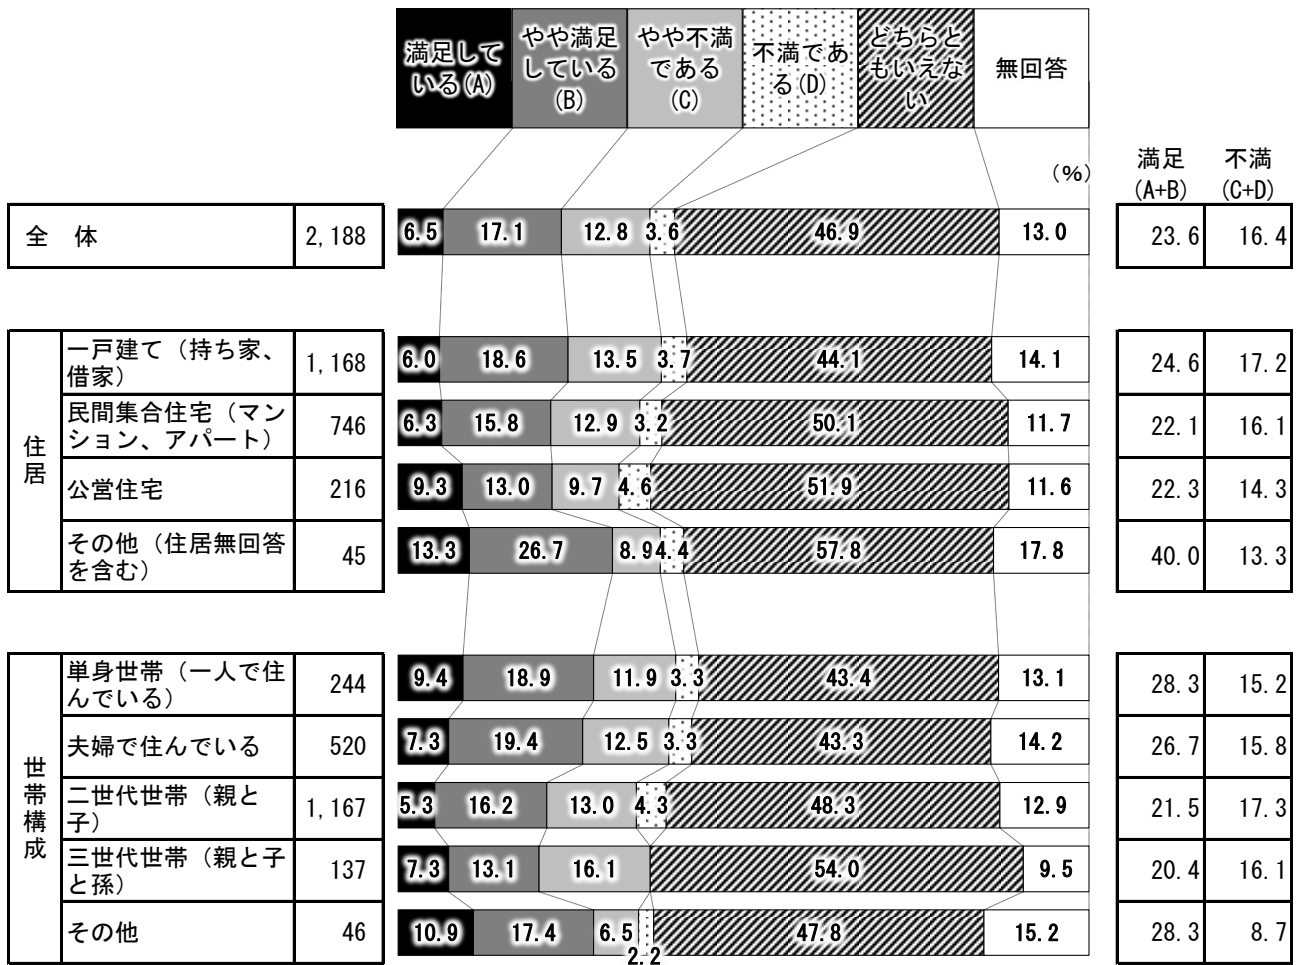 満足して
いる(A)
やや満足
している
(B)
やや不満
である
(C)
不満であ
る(D)
どちらと
もいえな
い
無回答
(%)
満足
(A+B)
不満
(C+D)
全 体 2,188 6.5 17.1 12.8 3.6 46.9 13.0 23.6 16.4
住居
一戸建て（持ち家、
借家） 1,168 6.0 18.6 13.5 3.7 44.1 14.1 24.6 17.2
民間集合住宅（マン
ション、アパート） 746 6.3 15.8 12.9 3.2 50.1 11.7 22.1 16.1
公営住宅 216 9.3 13.0 9.7 4.6 51.9 11.6 22.3 14.3
その他（住居無回答
を含む） 45 13.3 26.7 8.9 4.4 57.8 17.8 40.0 13.3
世帯構成
単身世帯（一人で住
んでいる） 244 9.4 18.9 11.9 3.3 43.4 13.1 28.3 15.2
夫婦で住んでいる 520 7.3 19.4 12.5 3.3 43.3 14.2 26.7 15.8
二世代世帯（親と
子） 1,167 5.3 16.2 13.0 4.3 48.3 12.9 21.5 17.3
三世代世帯（親と子
と孫） 137 7.3 13.1 16.1 54.0 9.5 20.4 16.1
その他 46 10.9 17.4 6.5 2.2 47.8 15.2 28.3 8.7